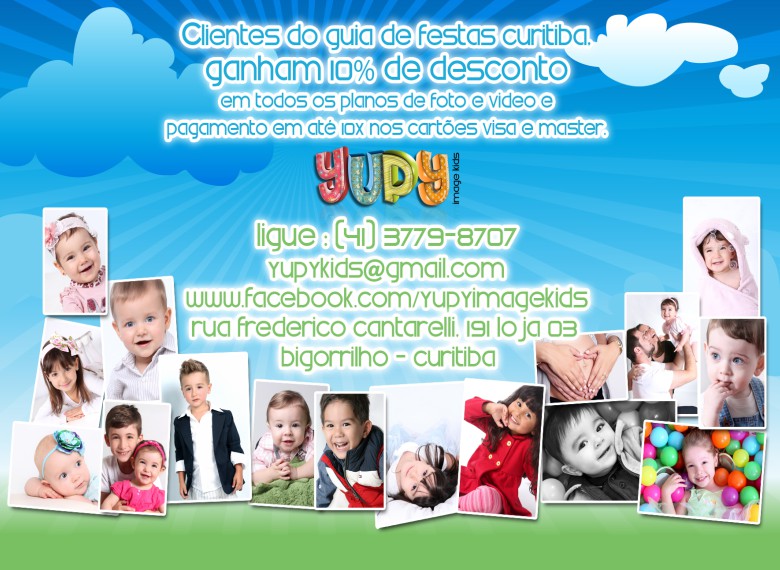 Clientes do guia de festas curitiba.
ganham 10% de desconto
em todos os planos de foto e video e
pagamento em até 10x nos cartões visa e master.
YUPY
image kids
ligue : (41) 3779-8707
yupykids@gmail.com
www.facebook.com/yupyimagekids
rua frederico cantarelli. 191 loja 03
bigorrilho - curitiba